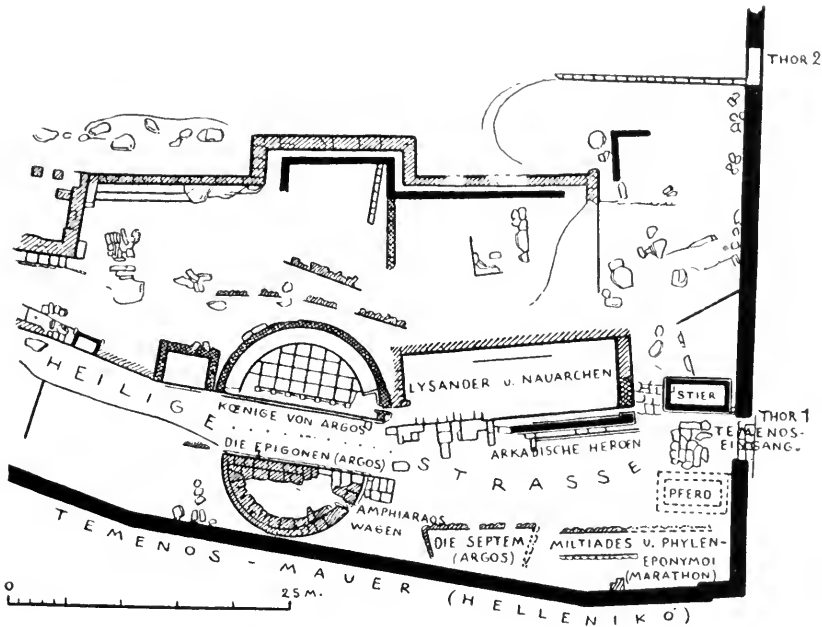 THOR 2
LYSANDER U. NAUARCHEN
STIER
THOR 1
TEMENOS-
EINGANG.
HEILIGE
STRASSE
KŒNIGE VON ARGOS
DIE EPIGONEN (ARGOS)
ARKADISCHE HEROEN
PFERD
AMPHIARAOS
WAGEN
DIE SEPTEM
(ARGOS)
MILTIADES U. PHYLEN-
EPONYMOI
(MARATHON)
TEMENOS-MAUER (HELLENIKO)
0
25 M.